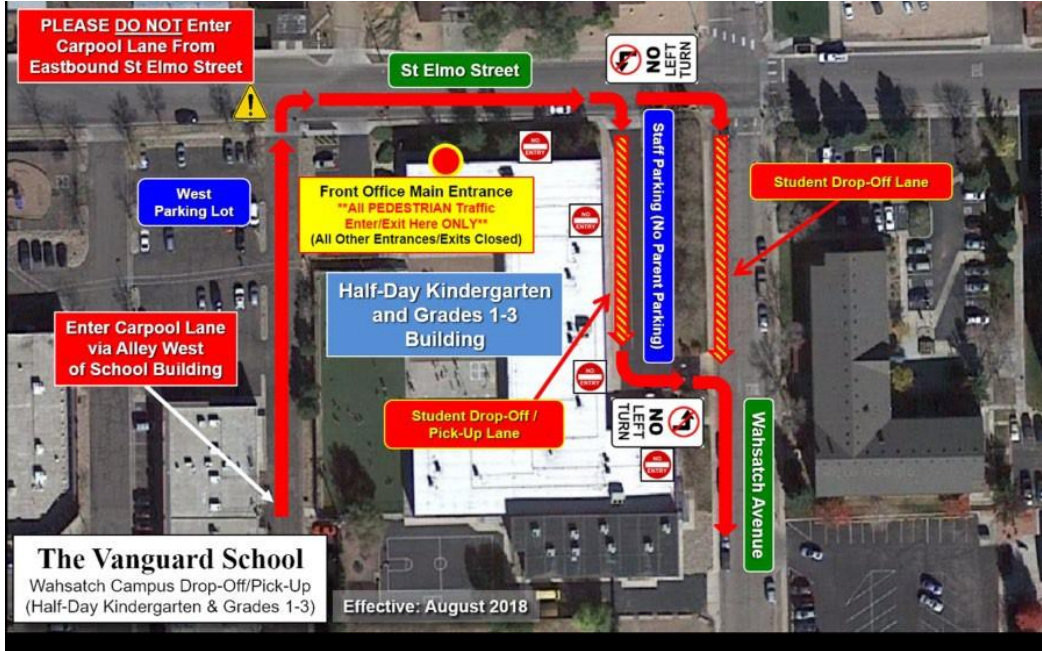 PLEASE DO NOT Enter
Carpool Lane From
Eastbound St Elmo Street
St Elmo Street
NO
LEFT
TURN
!
NO
ENTRY
West
Parking Lot
Front Office Main Entrance
**All PEDESTRIAN Traffic
Enter/Exit Here ONLY**
(All Other Entrances/Exits Closed)
Staff Parking (No Parent Parking)
Student Drop-Off Lane
NO
ENTRY
Half-Day Kindergarten
and Grades 1-3
Building
Enter Carpool Lane
via Alley West
of School Building
NO
ENTRY
Student Drop-Off /
Pick-Up Lane
NO
LEFT
TURN
NO
ENTRY
Wahsatch Avenue
The Vanguard School
Wahsatch Campus Drop-Off/Pick-Up
(Half-Day Kindergarten & Grades 1-3)
Effective: August 2018